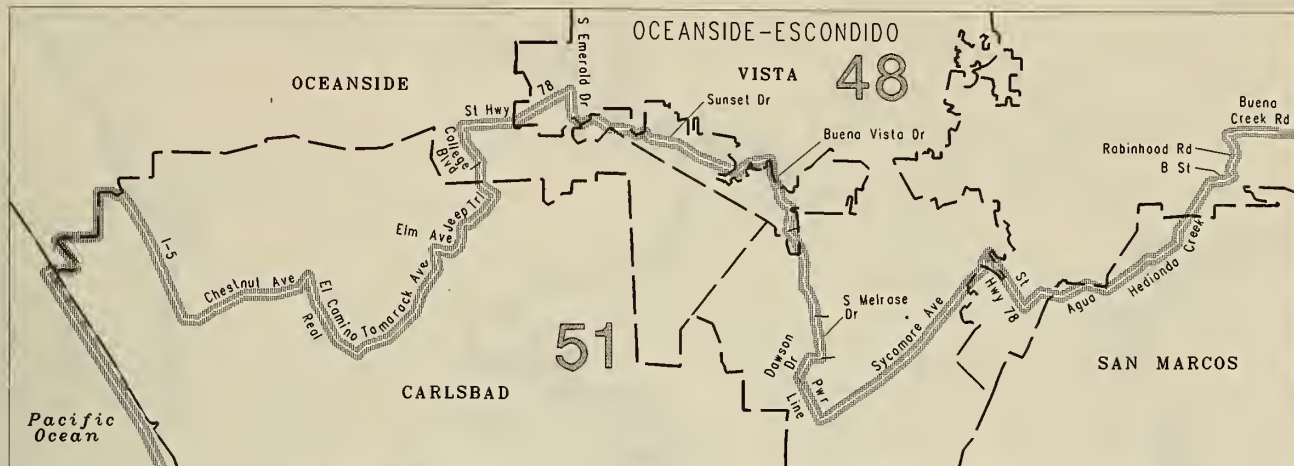 OCEANSIDE-ESCONDIDO
OCEANSIDE
VISTA
48
S Emerald Dr
St Hwy 78
Sunset Dr
Buena Vista Dr
Buena
Creek Rd
Robinhood Rd
B St
College
Blvd
Jeep Trl
Elm Ave
I-5
Chestnut Ave
El Camino
Real
Tamarack Ave
51
S Melrose
Dr
Dawson
Dr
Pwr
Line
Sycamore Ave
St
Hwy 78
Agua Hedionda Creek
SAN MARCOS
CARLSBAD
Pacific
Ocean